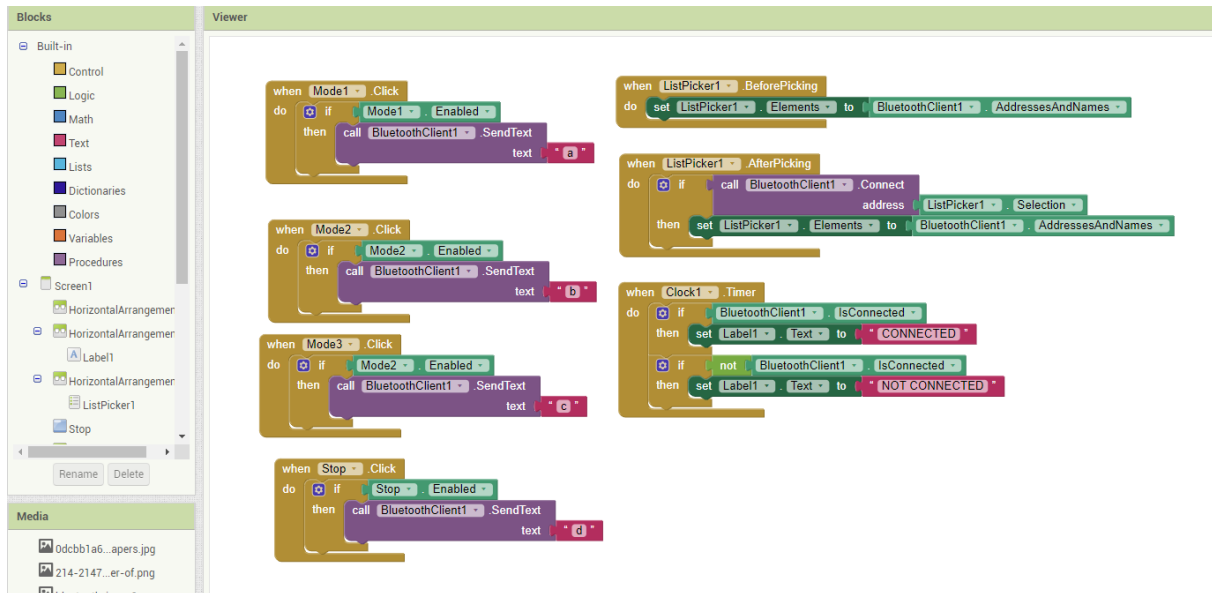 Blocks
Built-in
Control
Logic
Math
Text
Lists
Dictionaries
Colors
Variables
Procedures
Screen1
HorizontalArrangemen
HorizontalArrangemen
Label1
HorizontalArrangemen
ListPicker1
Stop
Rename Delete
Media
0dcbb1a6...apers.jpg
214-2147...er-of.png
Viewer
when Mode1 .Click
do if Mode1 . Enabled
then call BluetoothClient1 .SendText
text " a "
when Mode2 .Click
do if Mode2 . Enabled
then call BluetoothClient1 .SendText
text " b "
when Mode3 .Click
do if Mode2 . Enabled
then call BluetoothClient1 .SendText
text " c "
when Stop .Click
do if Stop . Enabled
then call BluetoothClient1 .SendText
text " d "
when ListPicker1 .BeforePicking
do set ListPicker1 . Elements to BluetoothClient1 . AddressesAndNames
when ListPicker1 .AfterPicking
do if call BluetoothClient1 .Connect
address ListPicker1 . Selection
then set ListPicker1 . Elements to BluetoothClient1 . AddressesAndNames
when Clock1 .Timer
do if BluetoothClient1 . IsConnected
then set Label1 . Text to " CONNECTED "
if not BluetoothClient1 . IsConnected
then set Label1 . Text to " NOT CONNECTED "